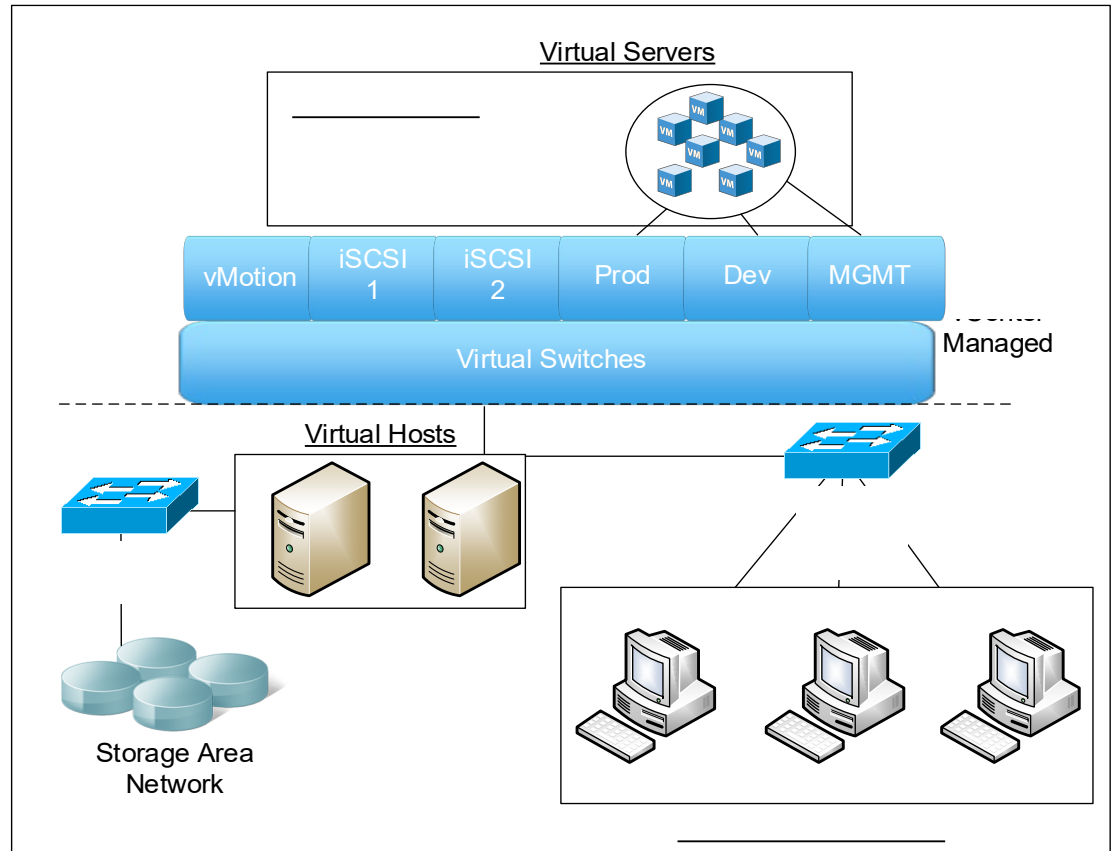 Virtual Servers
VM
VM
VM
VM
VM
VM
VM
vMotion
iSCSI
1
iSCSI
2
Prod
Dev
MGMT
Managed
Virtual Switches
Virtual Hosts
Storage Area
Network